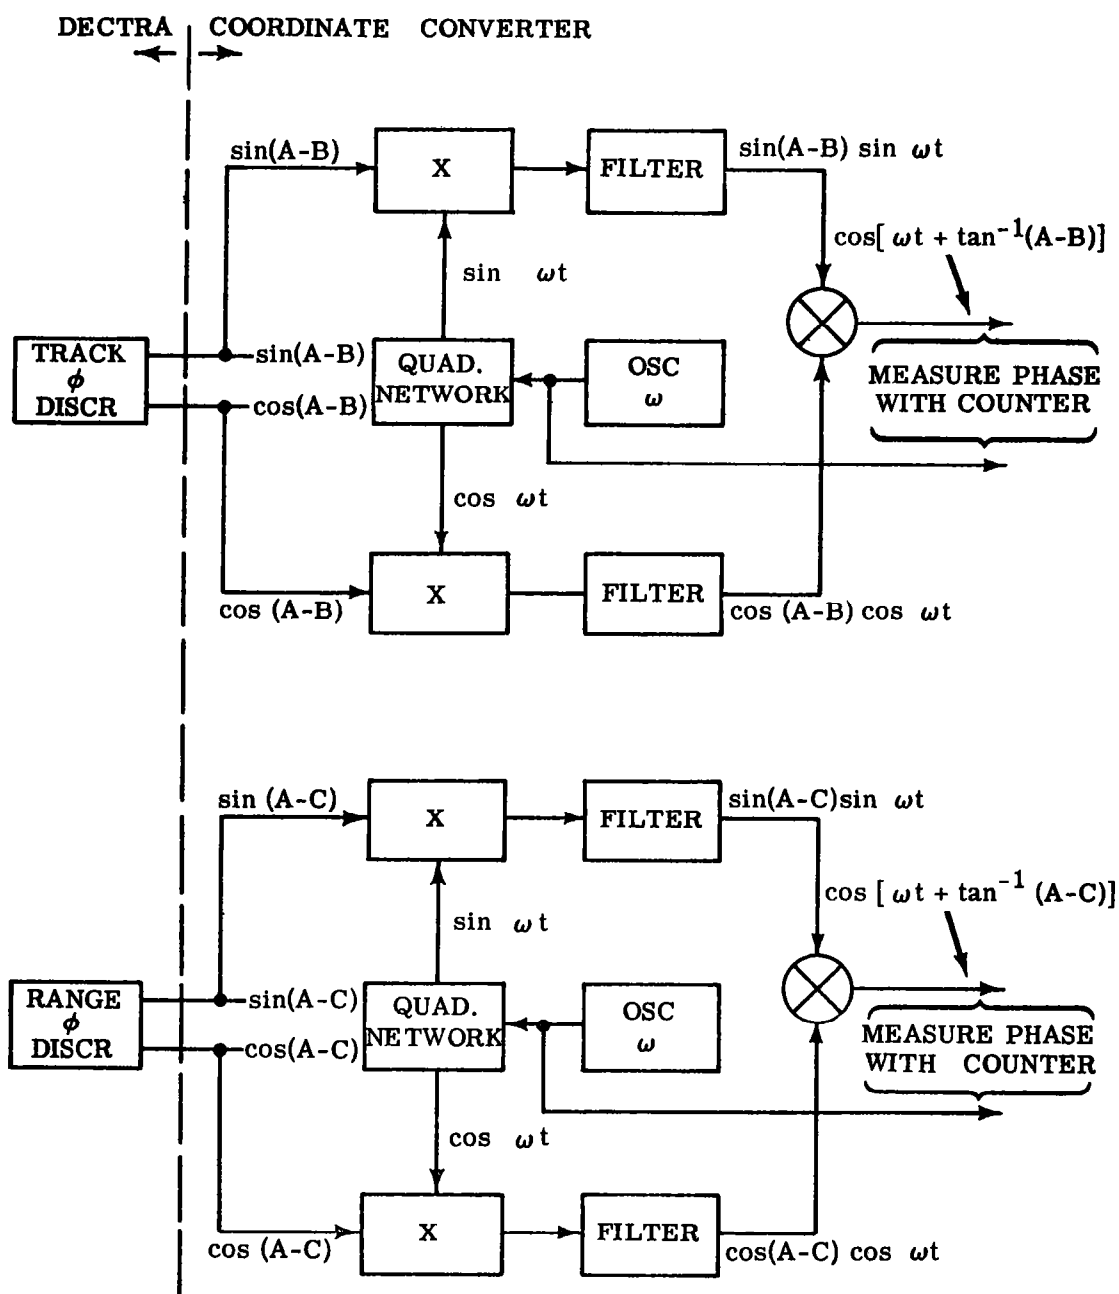 DECTRA COORDINATE CONVERTER
sin(A-B)
X
FILTER
sin(A-B) sin ωt
cos[ ωt + tan⁻¹(A-B)]
sin ωt
TRACK
ϕ
DISCR
sin(A-B)
cos(A-B)
QUAD.
NETWORK
OSC
ω
MEASURE PHASE
WITH COUNTER
cos ωt
cos (A-B)
X
FILTER
cos (A-B) cos ωt
sin (A-C)
X
FILTER
sin(A-C)sin ωt
cos [ ωt + tan⁻¹ (A-C)]
sin ωt
RANGE
ϕ
DISCR
sin(A-C)
cos(A-C)
QUAD.
NETWORK
OSC
ω
MEASURE PHASE
WITH COUNTER
cos ωt
cos (A-C)
X
FILTER
cos(A-C) cos ωt